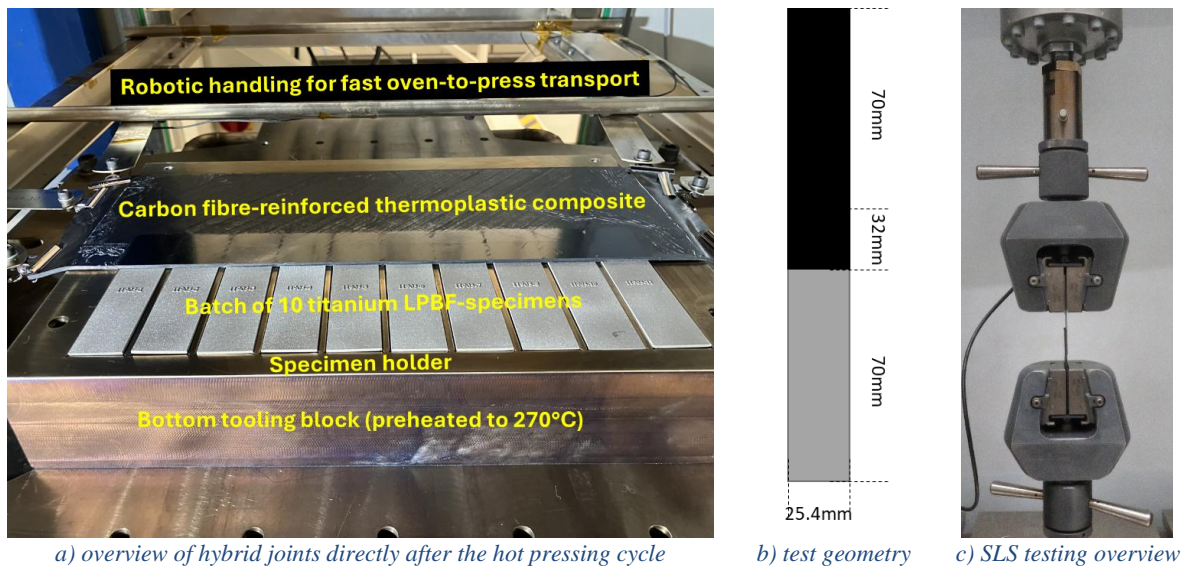 Robotic handling for fast oven-to-press transport
Carbon fibre-reinforced thermoplastic composite
Batch of 10 titanium LPBF-specimens
Specimen holder
Bottom tooling block (preheated to 270°C)
70mm
32mm
70mm
25.4mm
a) overview of hybrid joints directly after the hot pressing cycle
b) test geometry
c) SLS testing overview